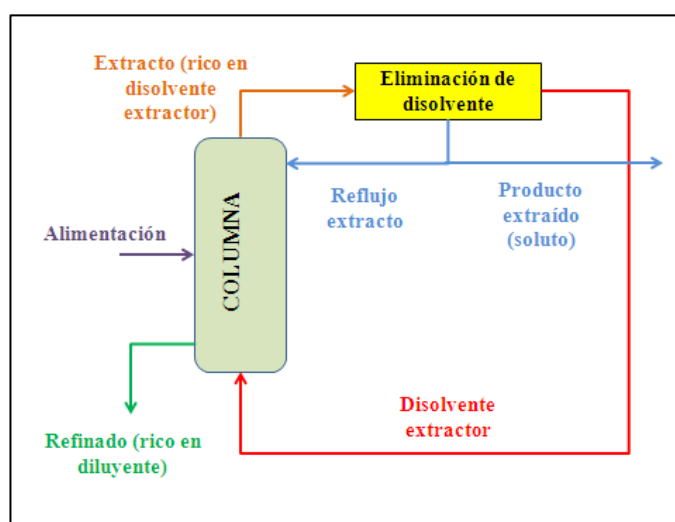 Extracto (rico en
disolvente
extractor)
Eliminación de
disolvente
Reflujo
extracto
Producto
extraído
(soluto)
Alimentación
COLUMNA
Disolvente
extractor
Refinado (rico en
diluyente)